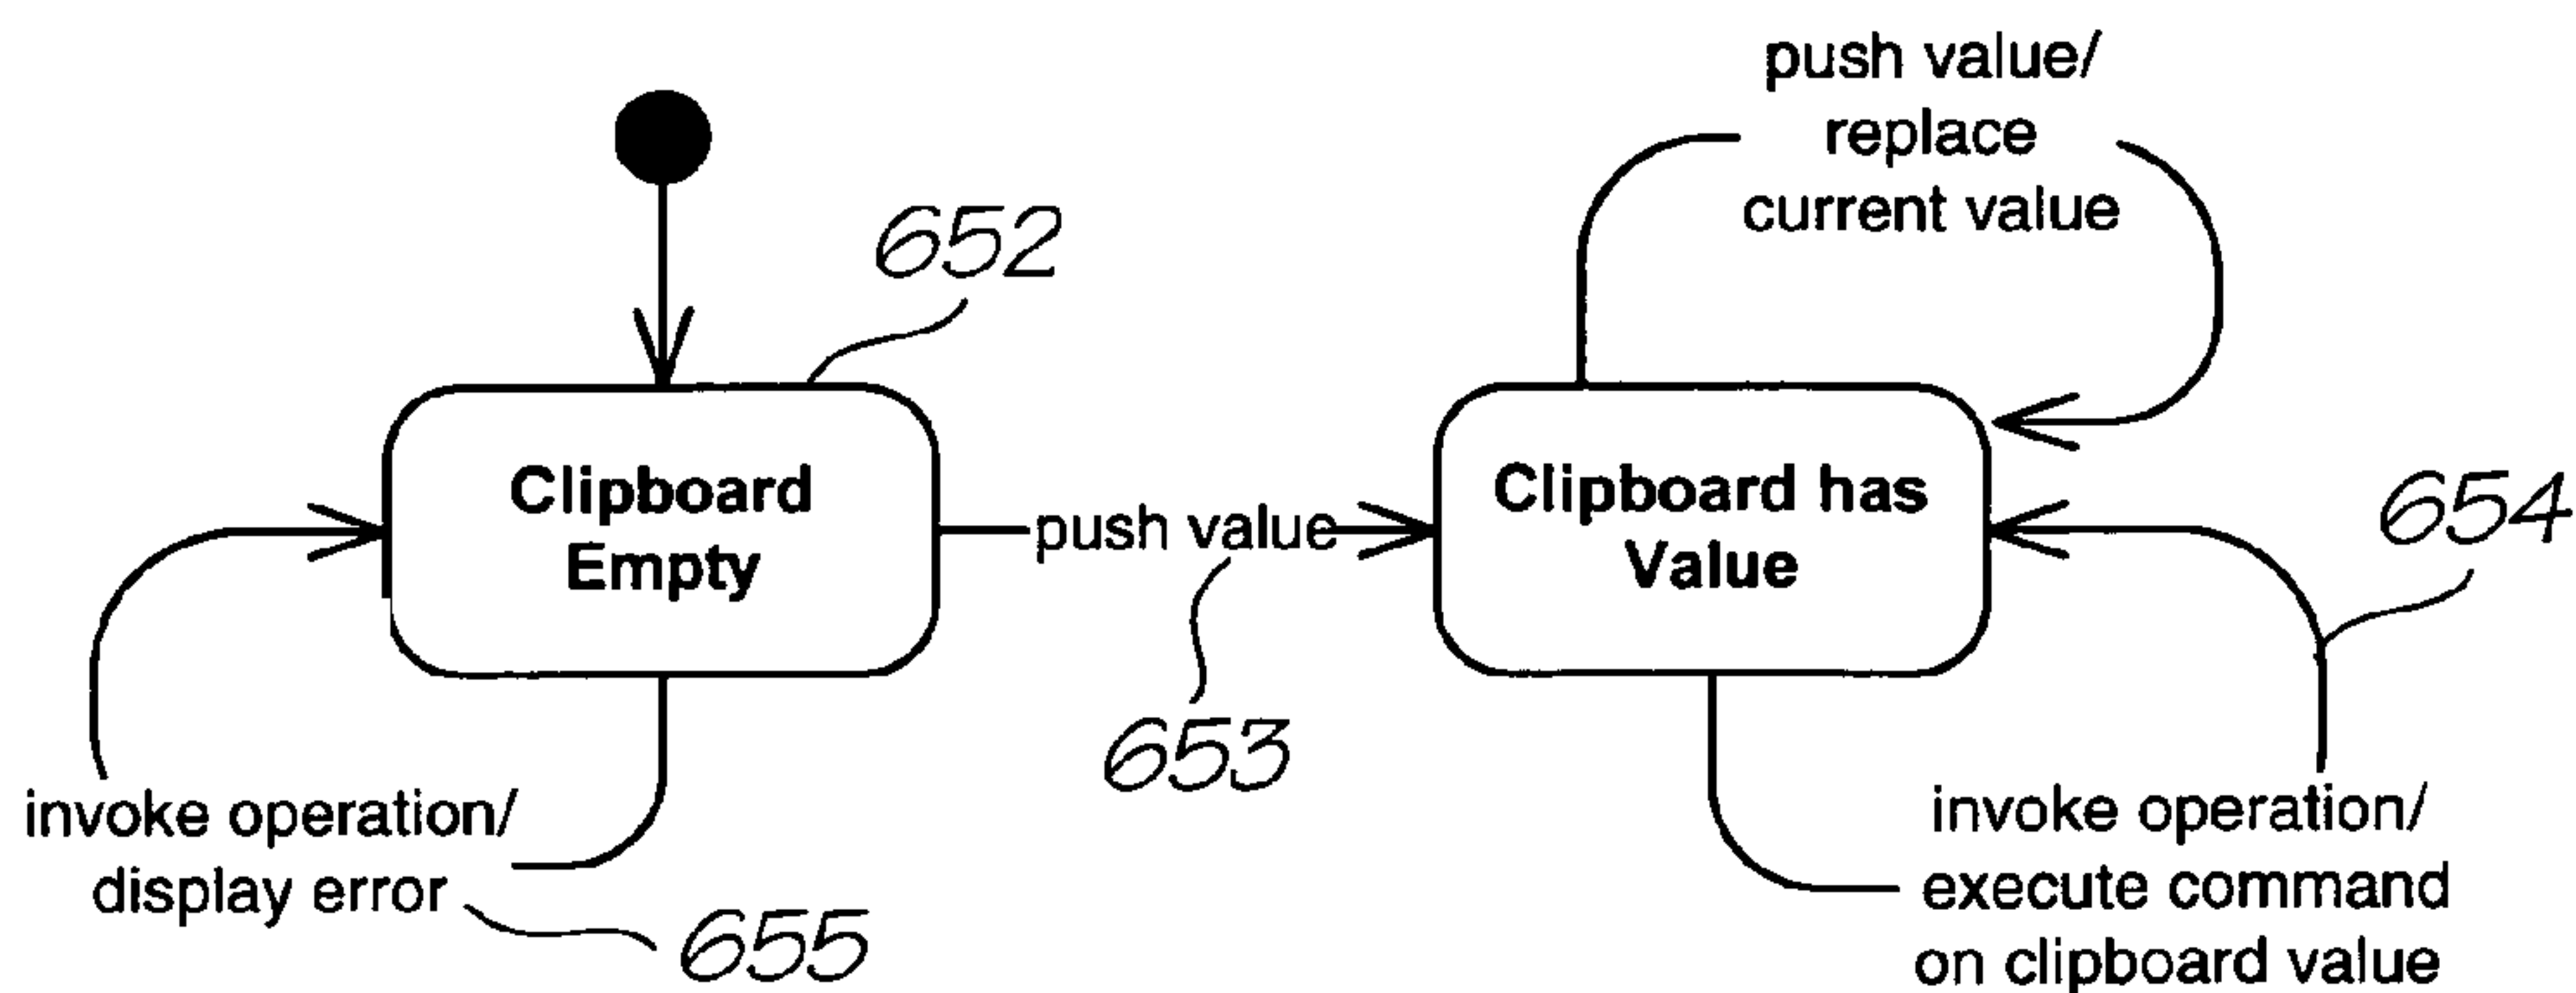 push value/
replace
current value
652
Clipboard
Empty
push value
653
Clipboard has
Value
654
invoke operation/
display error
655
invoke operation/
execute command
on clipboard value